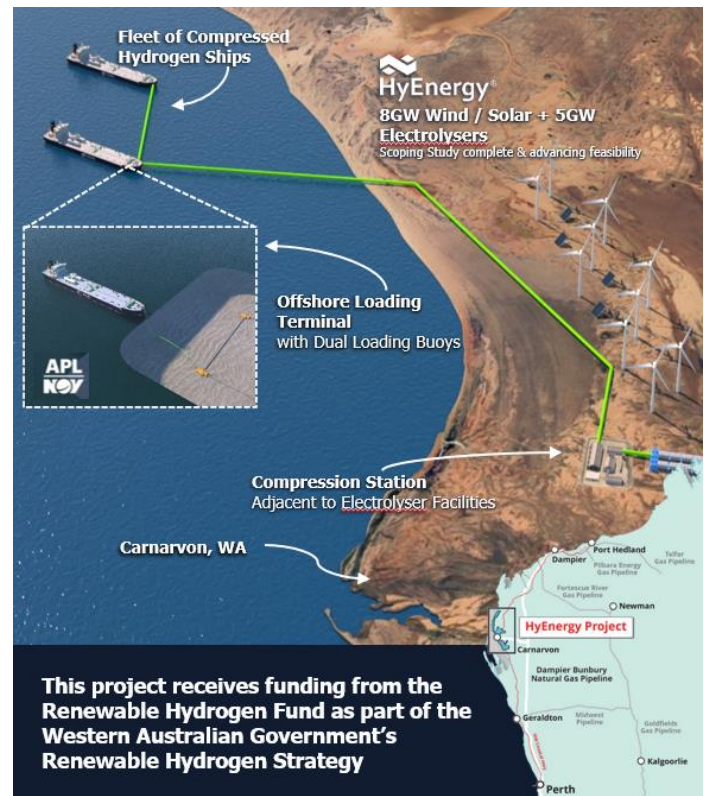 Fleet of Compressed
Hydrogen Ships
HyEnergy®
8GW Wind / Solar + 5GW
Electrolysers
Scoping Study complete & advancing feasibility
Offshore Loading
Terminal
with Dual Loading Buoys
APL
NOV
Compression Station
Adjacent to Electrolyser Facilities
Carnarvon, WA
Port Hedland
Dampier
Telfer
Gas Pipeline
Pilbara Energy
Gas Pipeline
Fortescue River
Gas Pipeline
Newman
HyEnergy Project
Carnarvon
Dampier Bunbury
Natural Gas Pipeline
Geraldton
Midwest
Pipeline
Goldfields
Gas Pipeline
Kalgoorlie
Perth
This project receives funding from the
Renewable Hydrogen Fund as part of the
Western Australian Government’s
Renewable Hydrogen Strategy